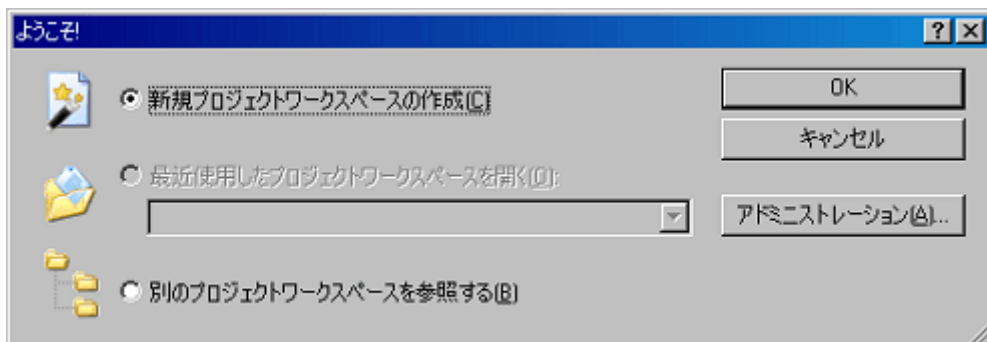 ようこそ!
新規プロジェクトワークスペースの作成(C)
OK
キャンセル
最近使用したプロジェクトワークスペースを開く(O):
アドミニストレーション(A)...
別のプロジェクトワークスペースを参照する(B)